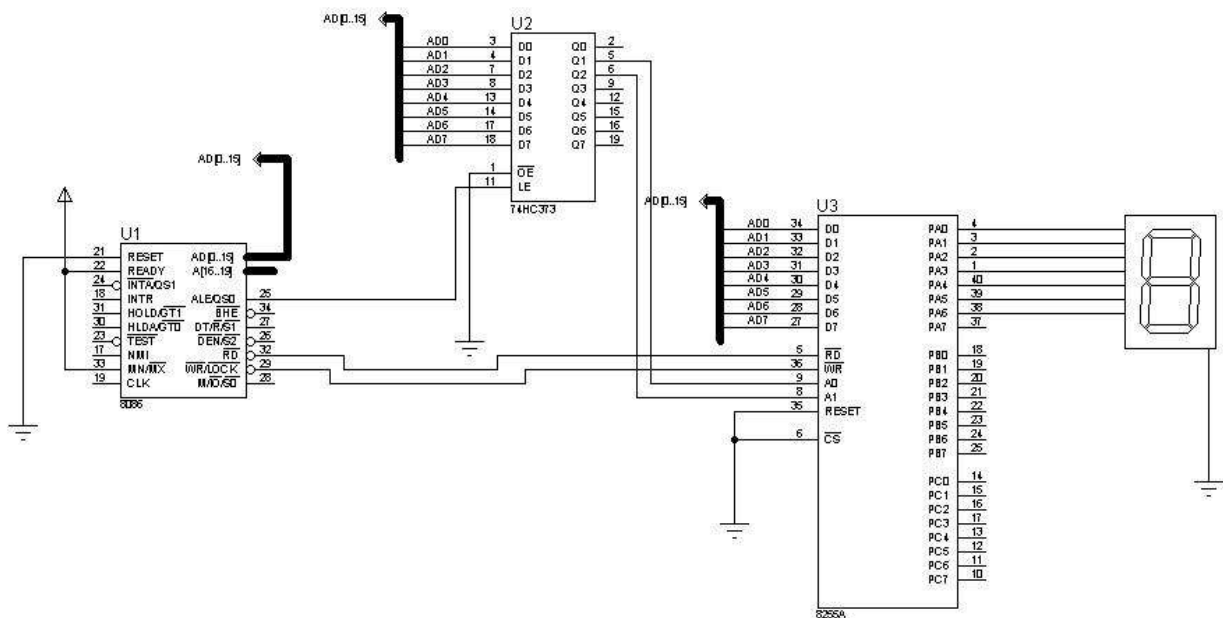 AD[0..15]
U2
AD0 3 D0 Q0 2
AD1 4 D1 Q1 5
AD2 7 D2 Q2 6
AD3 8 D3 Q3 9
AD4 13 D4 Q4 12
AD5 14 D5 Q5 15
AD6 17 D6 Q6 16
AD7 18 D7 Q7 19
1 OE
11 LE
74HC373
AD[0..15]
U1
21 RESET AD[0..15]
22 READY A[16..19]
24 INTA/QS1
18 INTR ALE/QS0 25
31 HOLD/GT1 BHE 34
30 HLDA/GT0 DT/R/S1 27
23 TEST DEN/S2 26
17 NMI RD 32
33 MN/MX WR/LOCK 29
19 CLK M/IO/S0 28
8086
AD[0..15]
U3
AD0 34 D0 PA0 4
AD1 33 D1 PA1 3
AD2 32 D2 PA2 2
AD3 31 D3 PA3 1
AD4 30 D4 PA4 40
AD5 29 D5 PA5 39
AD6 28 D6 PA6 38
AD7 27 D7 PA7 37
5 RD PB0 18
36 WR PB1 19
9 A0 PB2 20
8 A1 PB3 21
35 RESET PB4 22
PB5 23
6 CS PB6 24
PB7 25
PC0 14
PC1 15
PC2 16
PC3 17
PC4 13
PC5 12
PC6 11
PC7 10
8255A